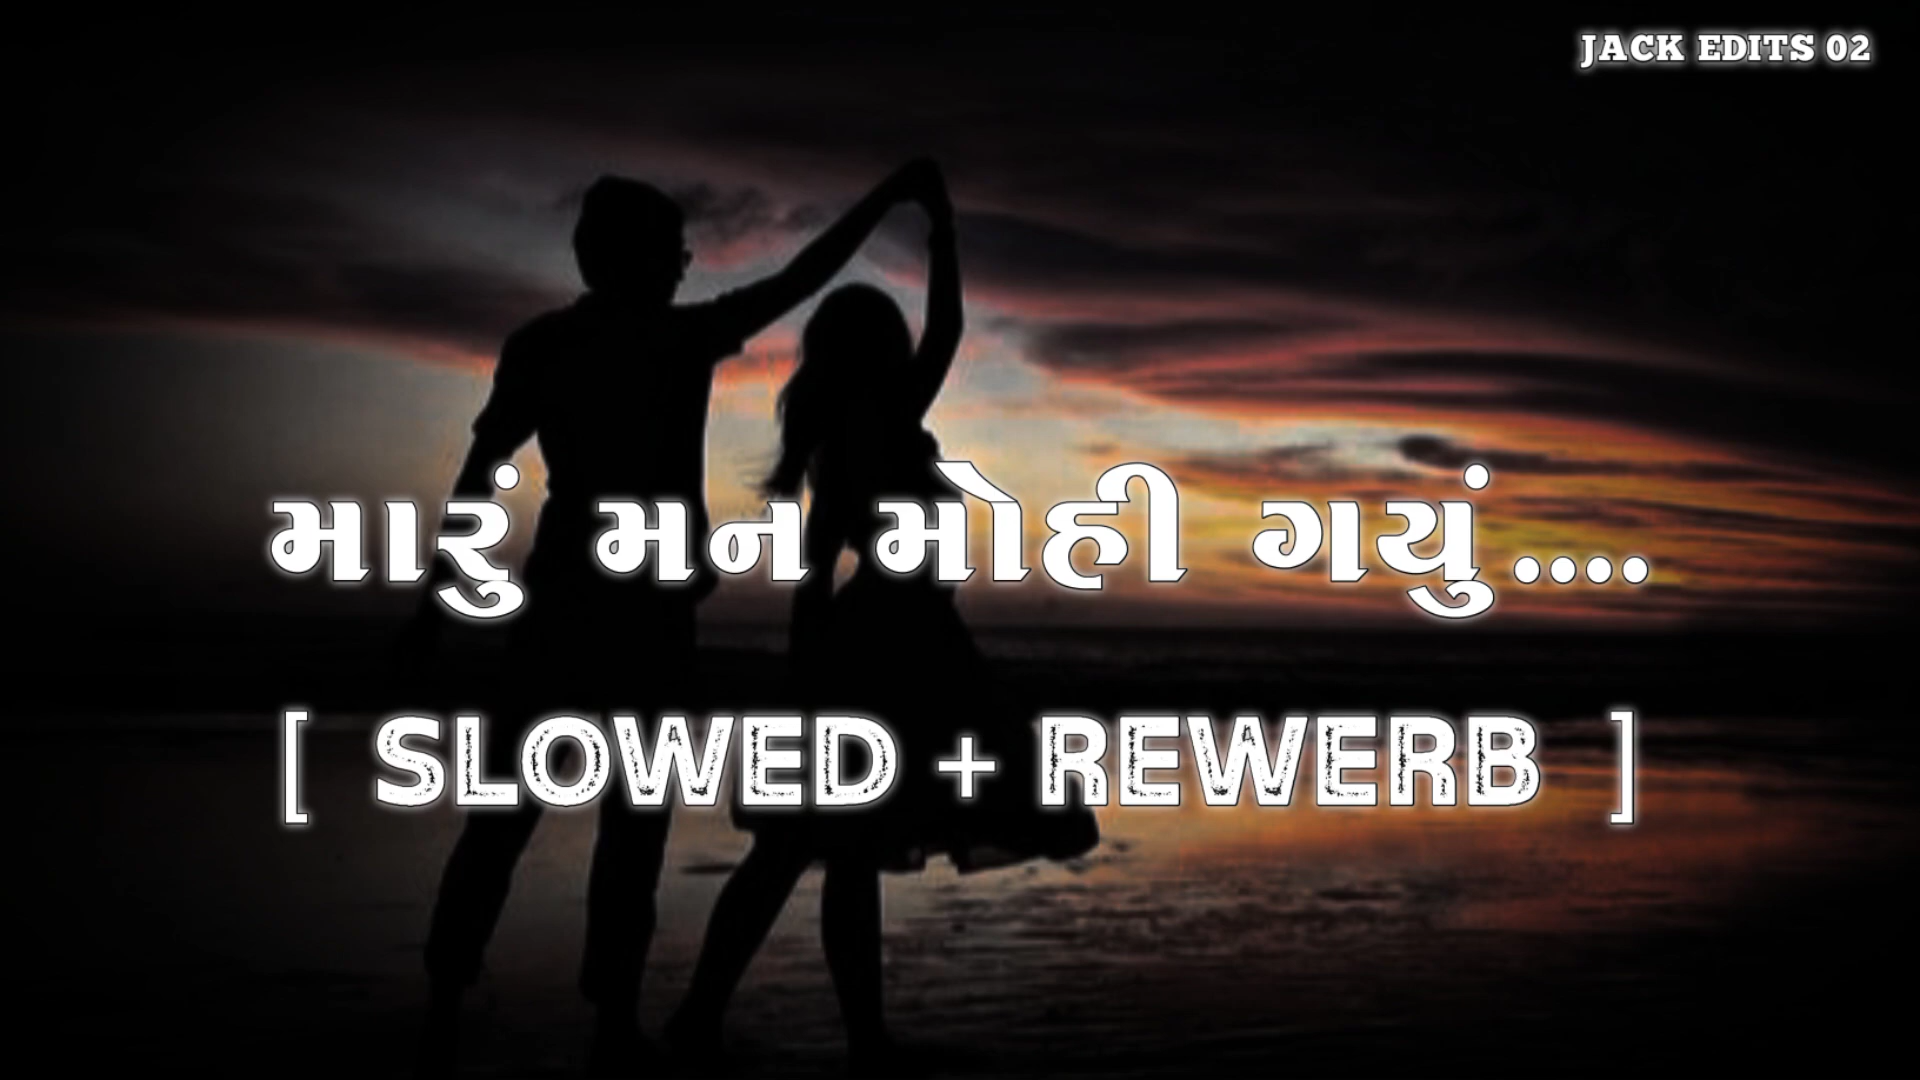 JACK EDITS 02
મારું મન મોહી ગયું....
[ SLOWED + REWERB ]